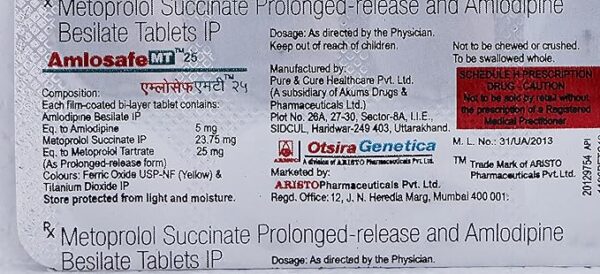 Rx Metoprolol Succinate Prolonged-release and Amlodipine
Besilate Tablets IP
Dosage: As directed by the Physician.
Keep out of reach of children.
Not to be chewed or crushed.
To be swallowed whole.
Amlosafe MT™ 25
एम्लोसेफ एमटी™ २५
Composition:
Each film-coated bi-layer tablet contains:
Amlodipine Besilate IP
Eq. to Amlodipine 5 mg
Metoprolol Succinate IP 23.75 mg
Eq. to Metoprolol Tartrate 25 mg
(As Prolonged-release form)
Colours: Ferric Oxide USP-NF (Yellow) &
Titanium Dioxide IP
Store protected from light and moisture.
Manufactured by:
Pure & Cure Healthcare Pvt. Ltd.
(A subsidiary of Akums Drugs &
Pharmaceuticals Ltd.)
Plot No. 26A, 27-30, Sector-8A, I.I.E.,
SIDCUL, Haridwar-249 403, Uttarakhand.
ARISTO
Otsira Genetica
A division of ARISTO Pharmaceuticals Pvt. Ltd.
Marketed by:
ARISTO Pharmaceuticals Pvt. Ltd.
Regd. Office: 12, J. N. Heredia Marg, Mumbai 400 001.
SCHEDULE H PRESCRIPTION
DRUG - CAUTION
Not to be sold by retail without
the prescription of a Registered
Medical Practitioner.
M. L. No.: 31/UA/2013
™ Trade Mark of ARISTO
Pharmaceuticals Pvt. Ltd.
20129754 API
Rx Metoprolol Succinate Prolonged-release and Amlodipine
Besilate Tablets IP
Dosage: As directed by the Physician.